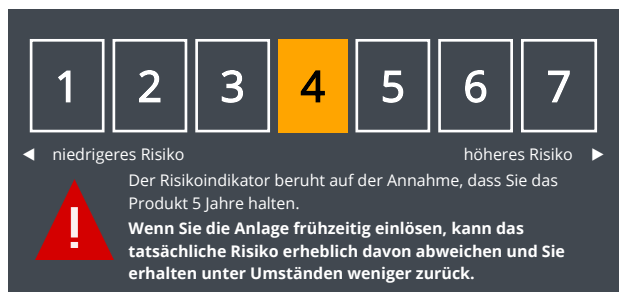 1 2 3 4 5 6 7
niedrigeres Risiko höheres Risiko
Der Risikoindikator beruht auf der Annahme, dass Sie das
Produkt 5 Jahre halten.
Wenn Sie die Anlage frühzeitig einlösen, kann das
tatsächliche Risiko erheblich davon abweichen und Sie
erhalten unter Umständen weniger zurück.